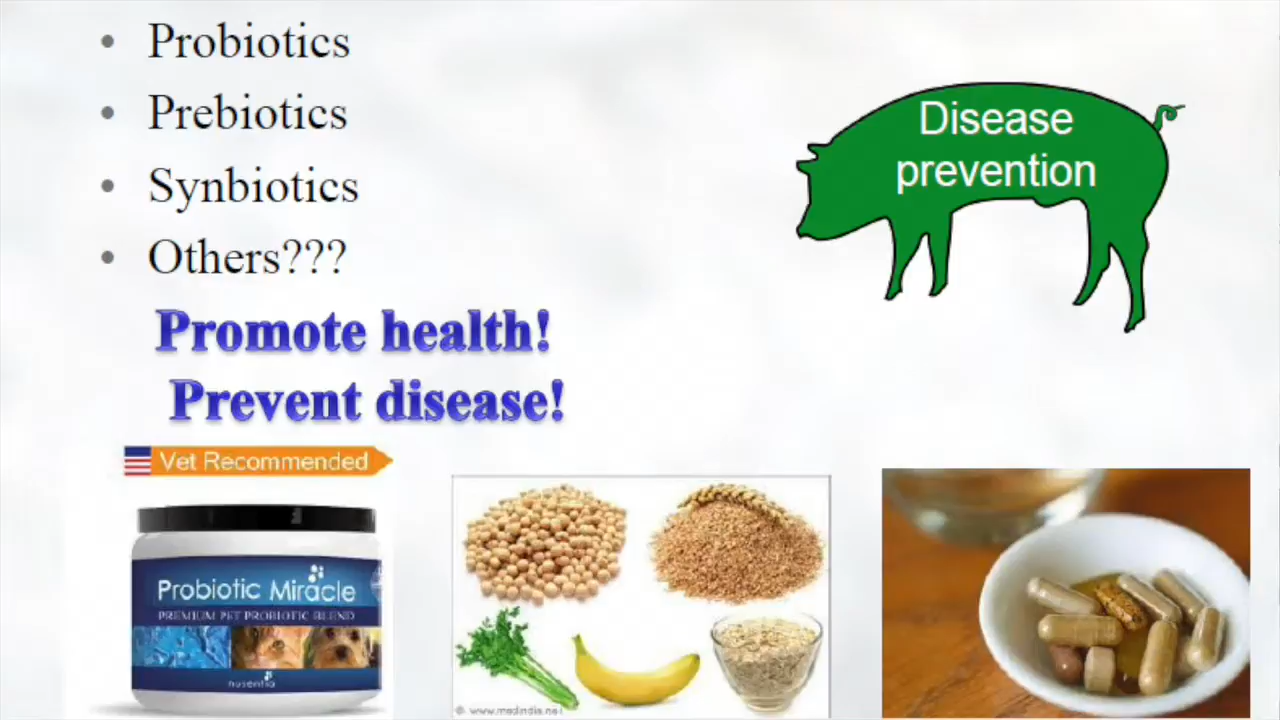 • Probiotics
• Prebiotics
• Synbiotics
• Others???
Disease
prevention
Promote health!
Prevent disease!
Vet Recommended
Probiotic Miracle
PREMIUM PET PROBIOTIC BLEND
nusentia
© www.medindia.net